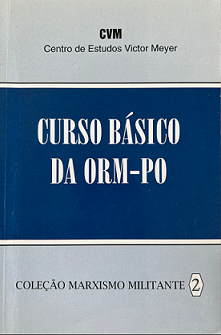 CVM
Centro de Estudos Victor Meyer
CURSO BÁSICO
DA ORM-PO
COLEÇÃO MARXISMO MILITANTE 2